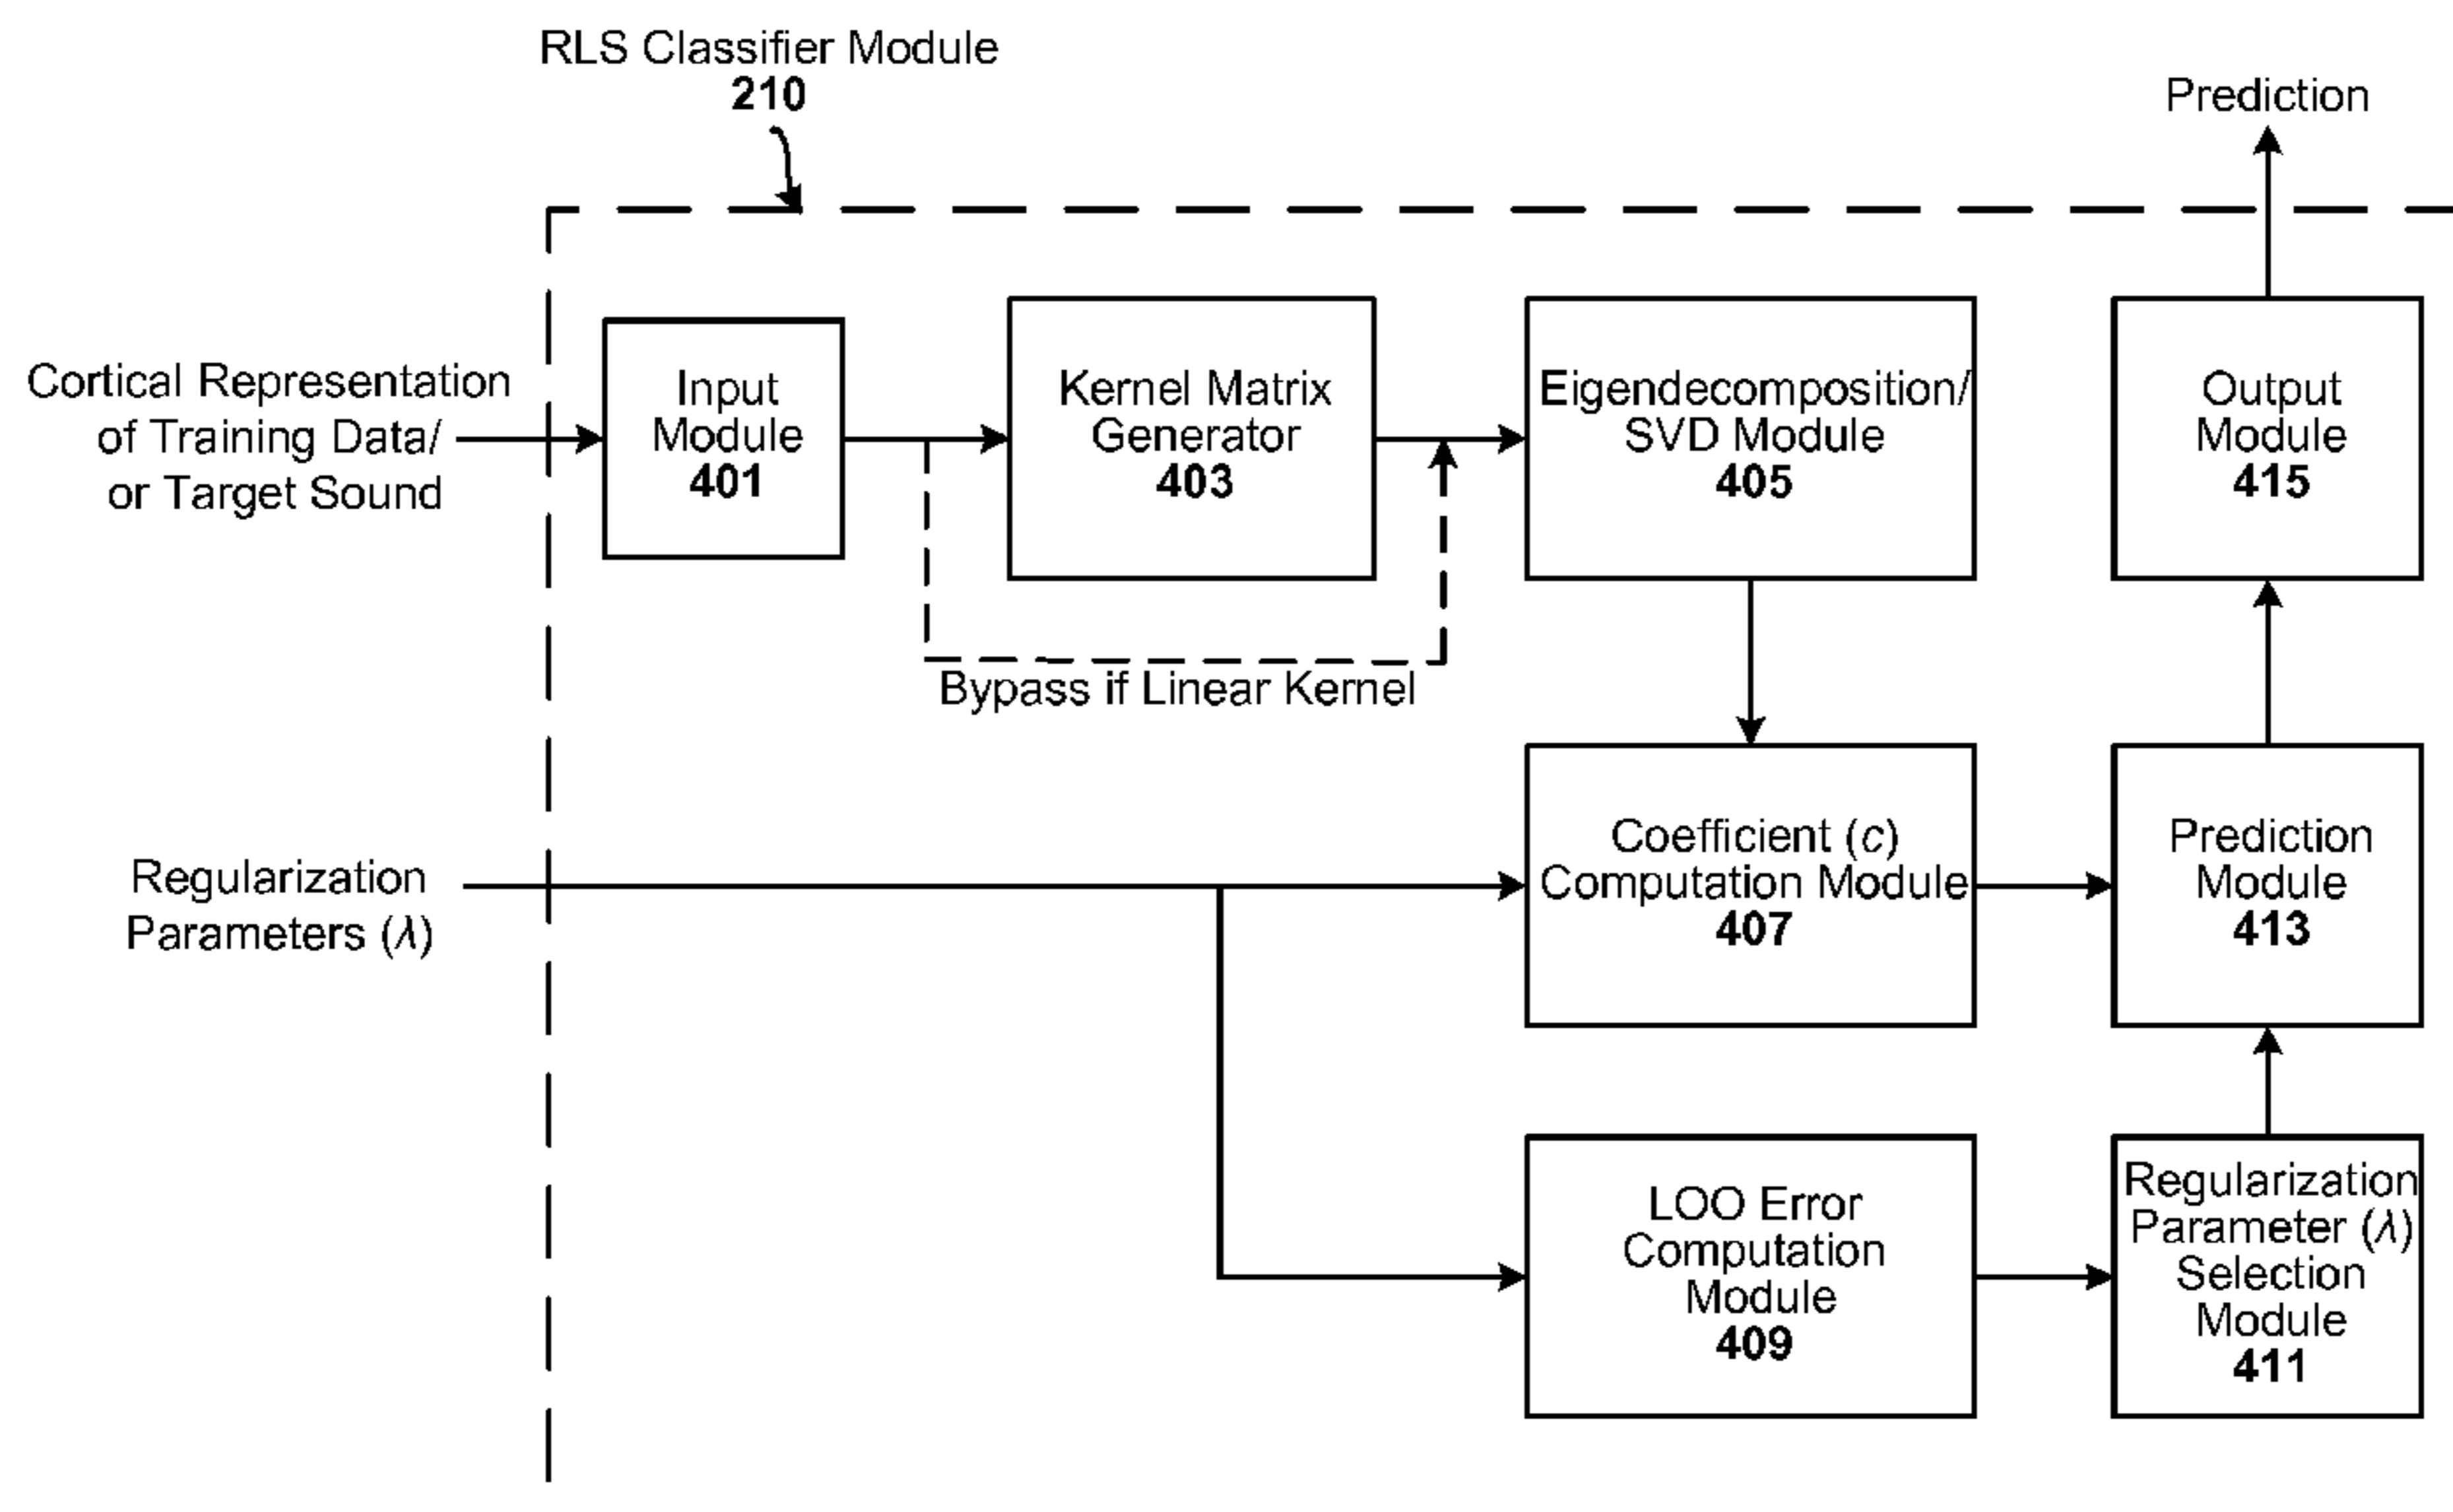 RLS Classifier Module
210
Prediction
Cortical Representation
of Training Data/
or Target Sound
Input
Module
401
Kernel Matrix
Generator
403
Eigendecomposition/
SVD Module
405
Output
Module
415
Bypass if Linear Kernel
Regularization
Parameters (λ)
Coefficient (c)
Computation Module
407
Prediction
Module
413
LOO Error
Computation
Module
409
Regularization
Parameter (λ)
Selection
Module
411